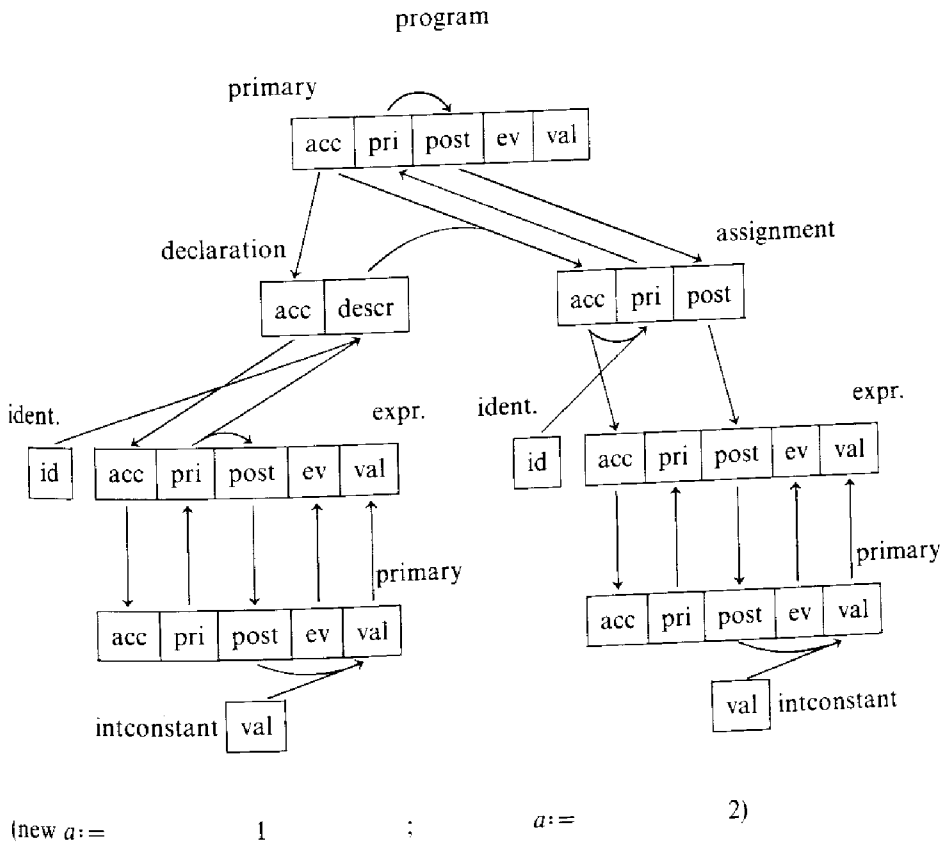 program
primary
acc pri post ev val
declaration
assignment
acc descr
acc pri post
ident.
expr.
ident.
expr.
id
acc pri post ev val
id
acc pri post ev val
primary
primary
acc pri post ev val
acc pri post ev val
intconstant val
val intconstant
(new a:= 1 ; a:= 2)